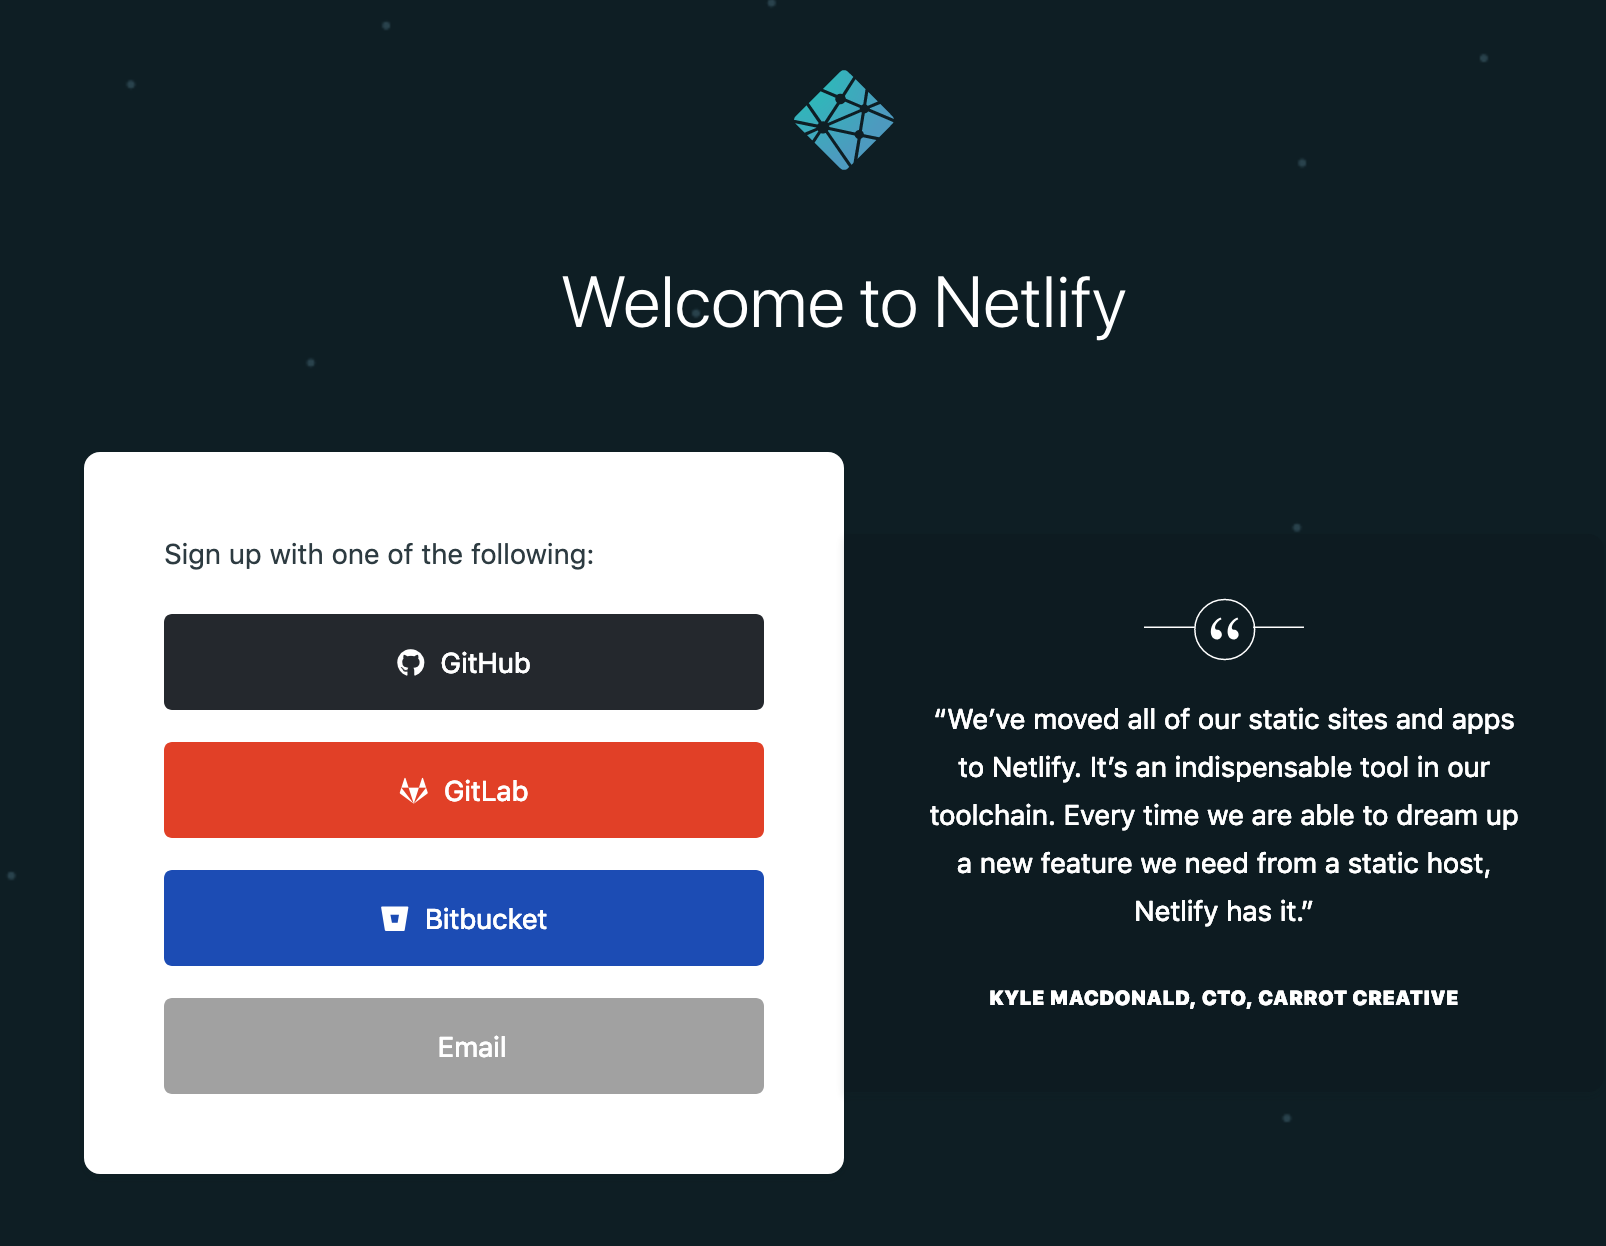 Welcome to Netlify
Sign up with one of the following:
GitHub
GitLab
Bitbucket
Email
“We’ve moved all of our static sites and apps
to Netlify. It’s an indispensable tool in our
toolchain. Every time we are able to dream up
a new feature we need from a static host,
Netlify has it.”
KYLE MACDONALD, CTO, CARROT CREATIVE